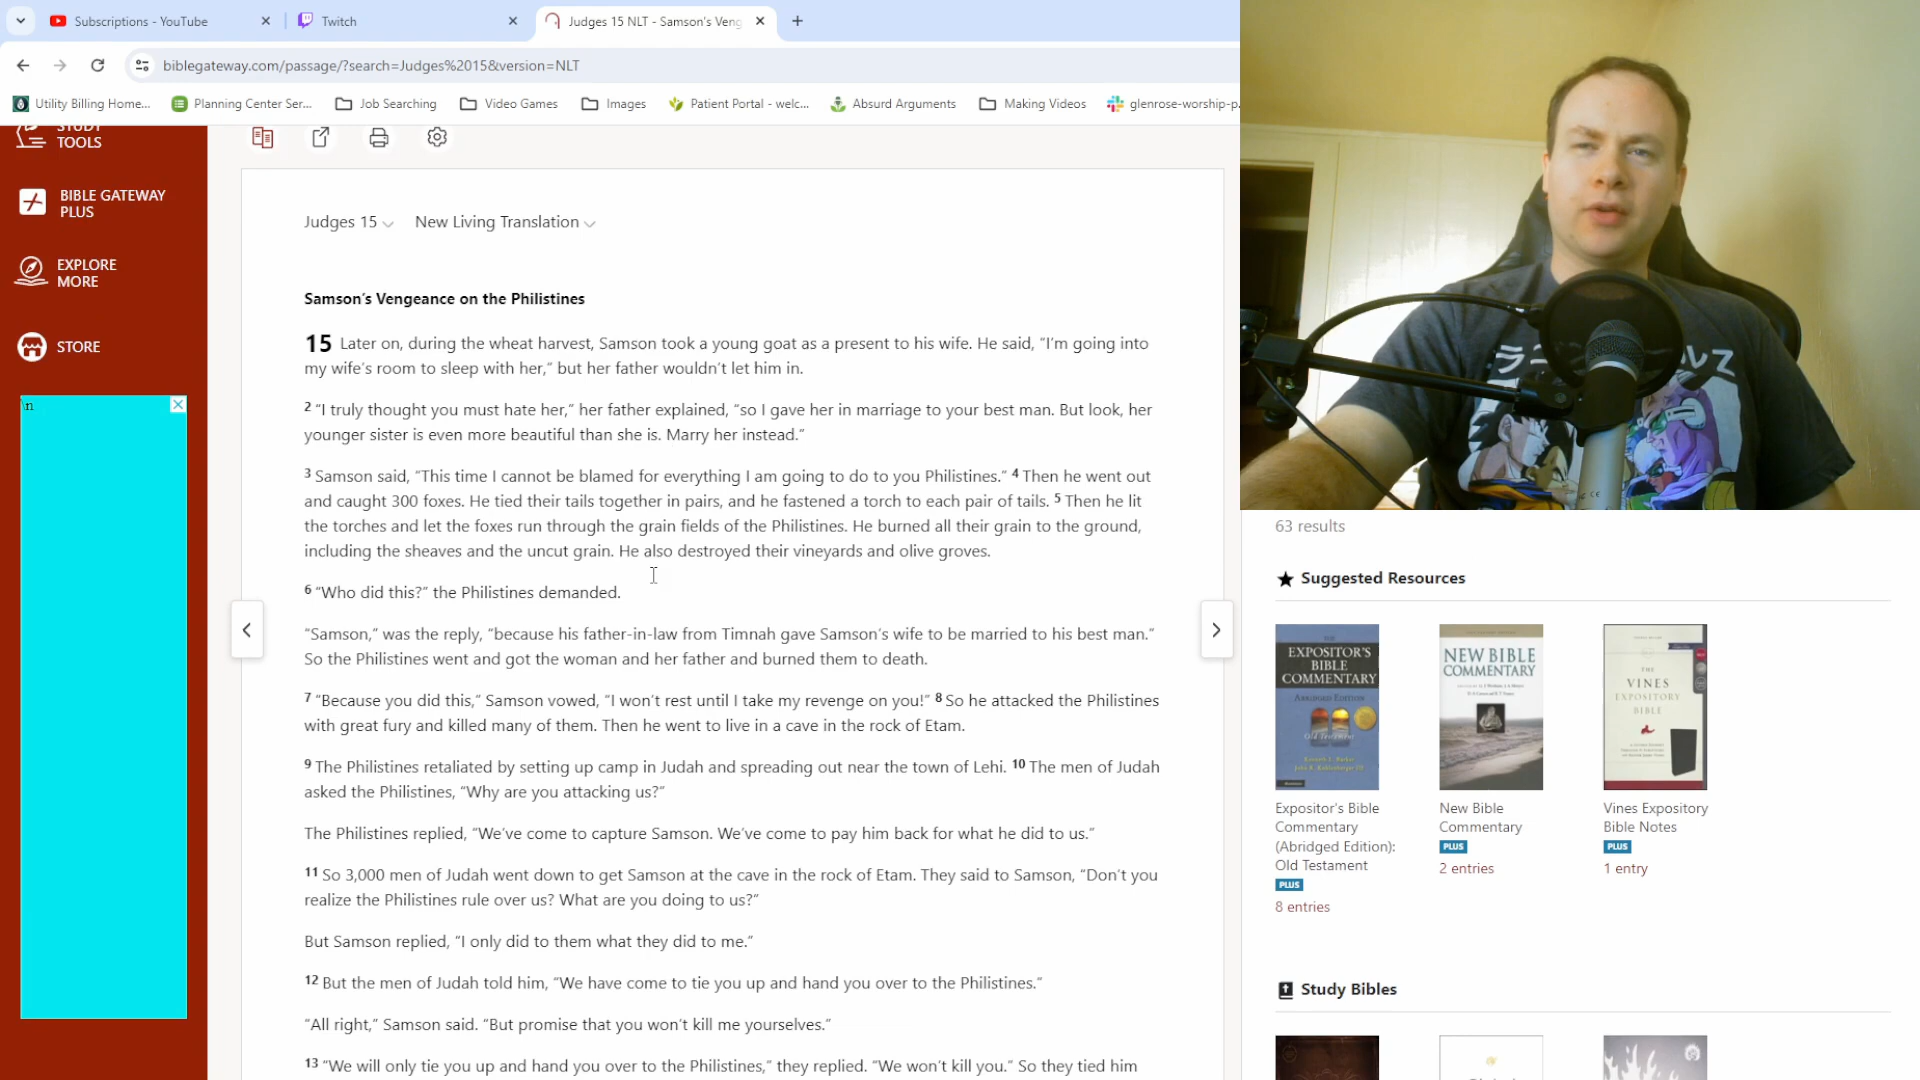 Subscriptions - YouTube
Twitch
Judges 15 NLT - Samson's Veng
biblegateway.com/passage/?search=Judges%2015&version=NLT
Utility Billing Home...
Planning Center Ser...
Job Searching
Video Games
Images
Patient Portal - welc...
Absurd Arguments
Making Videos
glenrose-worship-p...
STUDY
TOOLS
BIBLE GATEWAY
PLUS
EXPLORE
MORE
STORE
\n
Judges 15
New Living Translation
Samson's Vengeance on the Philistines
15 Later on, during the wheat harvest, Samson took a young goat as a present to his wife. He said, “I’m going into
my wife’s room to sleep with her,” but her father wouldn’t let him in.
2 “I truly thought you must hate her,” her father explained, “so I gave her in marriage to your best man. But look, her
younger sister is even more beautiful than she is. Marry her instead.”
3 Samson said, “This time I cannot be blamed for everything I am going to do to you Philistines.” 4 Then he went out
and caught 300 foxes. He tied their tails together in pairs, and he fastened a torch to each pair of tails. 5 Then he lit
the torches and let the foxes run through the grain fields of the Philistines. He burned all their grain to the ground,
including the sheaves and the uncut grain. He also destroyed their vineyards and olive groves.
6 “Who did this?” the Philistines demanded.
“Samson,” was the reply, “because his father-in-law from Timnah gave Samson’s wife to be married to his best man.”
So the Philistines went and got the woman and her father and burned them to death.
7 “Because you did this,” Samson vowed, “I won’t rest until I take my revenge on you!” 8 So he attacked the Philistines
with great fury and killed many of them. Then he went to live in a cave in the rock of Etam.
9 The Philistines retaliated by setting up camp in Judah and spreading out near the town of Lehi. 10 The men of Judah
asked the Philistines, “Why are you attacking us?”
The Philistines replied, “We’ve come to capture Samson. We’ve come to pay him back for what he did to us.”
11 So 3,000 men of Judah went down to get Samson at the cave in the rock of Etam. They said to Samson, “Don’t you
realize the Philistines rule over us? What are you doing to us?”
But Samson replied, “I only did to them what they did to me.”
12 But the men of Judah told him, “We have come to tie you up and hand you over to the Philistines.”
“All right,” Samson said. “But promise that you won’t kill me yourselves.”
13 “We will only tie you up and hand you over to the Philistines,” they replied. “We won’t kill you.” So they tied him
63 results
Suggested Resources
EXPOSITOR'S
BIBLE
COMMENTARY
ABRIDGED EDITION
Old Testament
NEW BIBLE
COMMENTARY
THE
VINES
EXPOSITORY
BIBLE
Expositor's Bible
Commentary
(Abridged Edition):
Old Testament
PLUS
8 entries
New Bible
Commentary
PLUS
2 entries
Vines Expository
Bible Notes
PLUS
1 entry
Study Bibles